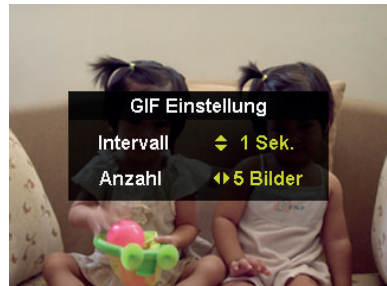 GIF Einstellung
Intervall 1 Sek.
Anzahl 5 Bilder